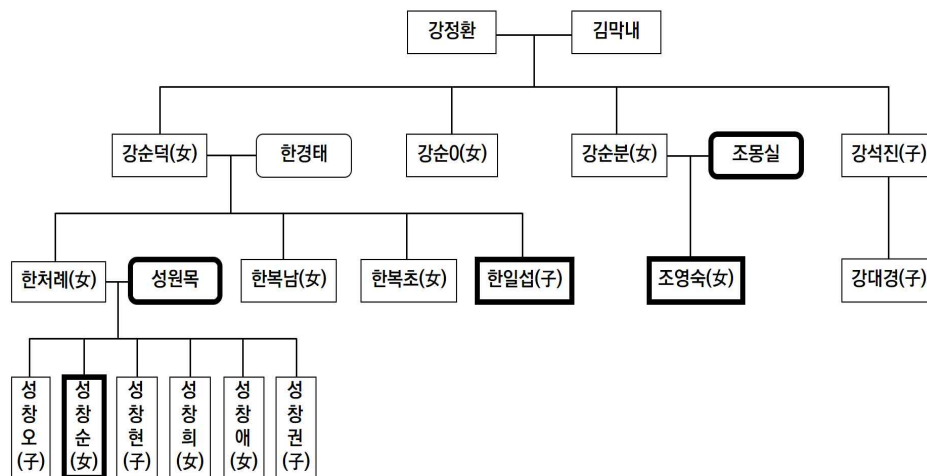 강정환 김막내
강순덕(女) 한경태 강순0(女) 강순분(女) 조몽실 강석진(子)
한처례(女) 성원목 한복남(女) 한복초(女) 한일섭(子) 조영숙(女) 강대경(子)
성창오(子) 성창순(女) 성창현(子) 성창희(女) 성창애(女) 성창권(子)